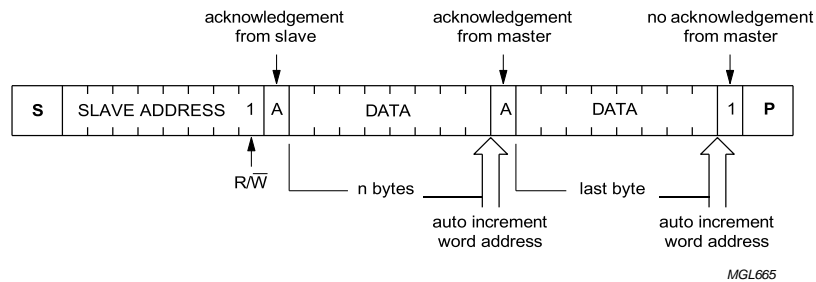 acknowledgement
from slave
acknowledgement
from master
no acknowledgement
from master
S SLAVE ADDRESS 1 A DATA A DATA 1 P
R/W̅
n bytes
last byte
auto increment
word address
auto increment
word address
MGL665